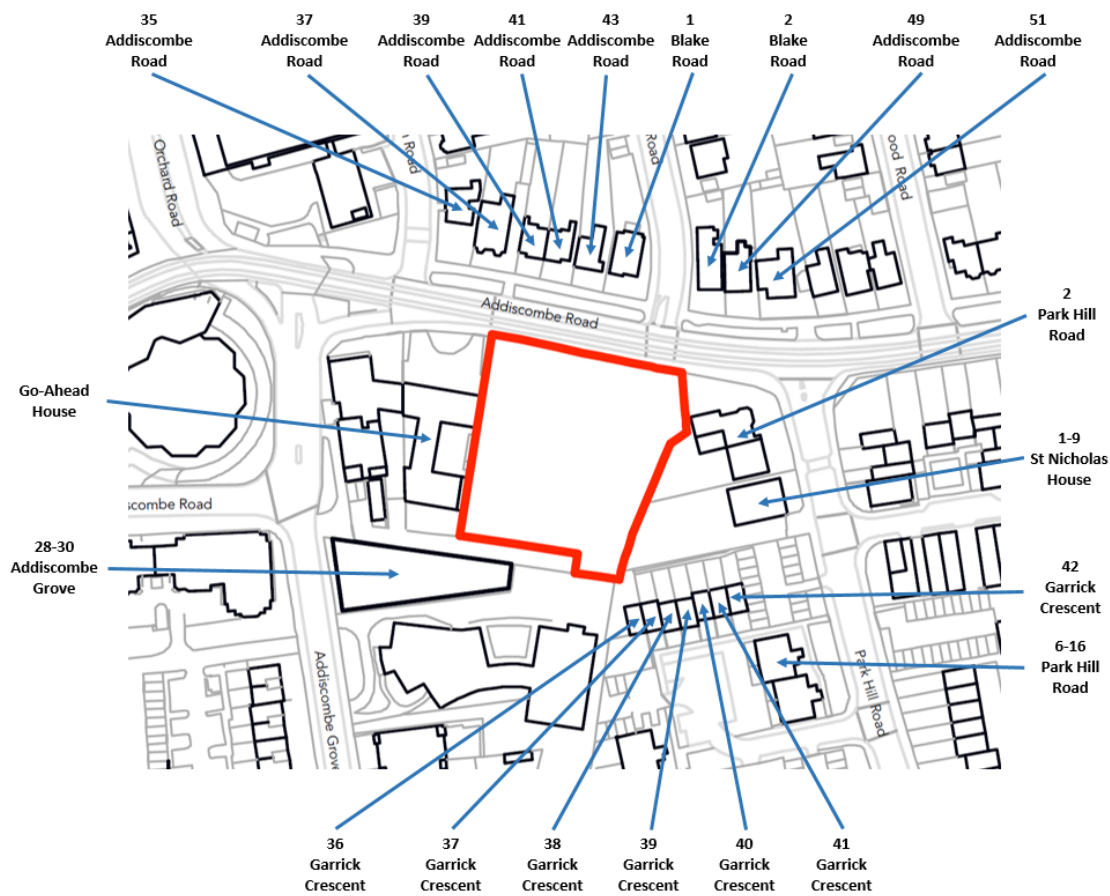 35
Addiscombe
Road
37
Addiscombe
Road
39
Addiscombe
Road
41
Addiscombe
Road
43
Addiscombe
Road
1
Blake
Road
2
Blake
Road
49
Addiscombe
Road
51
Addiscombe
Road
Orchard Road
Road
Road
ood Road
Addiscombe Road
2
Park Hill
Road
Go-Ahead
House
1-9
St Nicholas
House
scombe Road
28-30
Addiscombe
Grove
42
Garrick
Crescent
6-16
Park Hill
Road
Addiscombe Grove
Park Hill Road
36
Garrick
Crescent
37
Garrick
Crescent
38
Garrick
Crescent
39
Garrick
Crescent
40
Garrick
Crescent
41
Garrick
Crescent